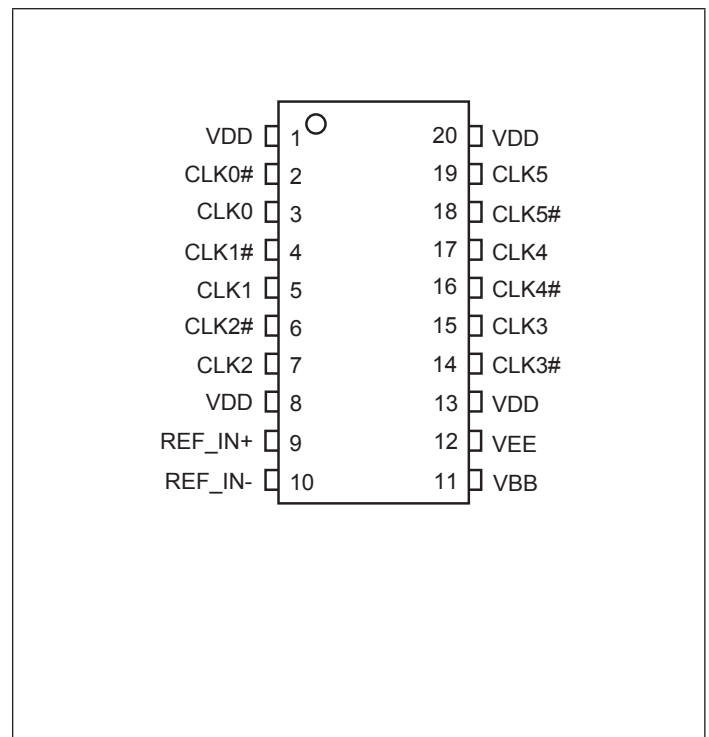 VDD 1 20 VDD
CLK0# 2 19 CLK5
CLK0 3 18 CLK5#
CLK1# 4 17 CLK4
CLK1 5 16 CLK4#
CLK2# 6 15 CLK3
CLK2 7 14 CLK3#
VDD 8 13 VDD
REF_IN+ 9 12 VEE
REF_IN- 10 11 VBB